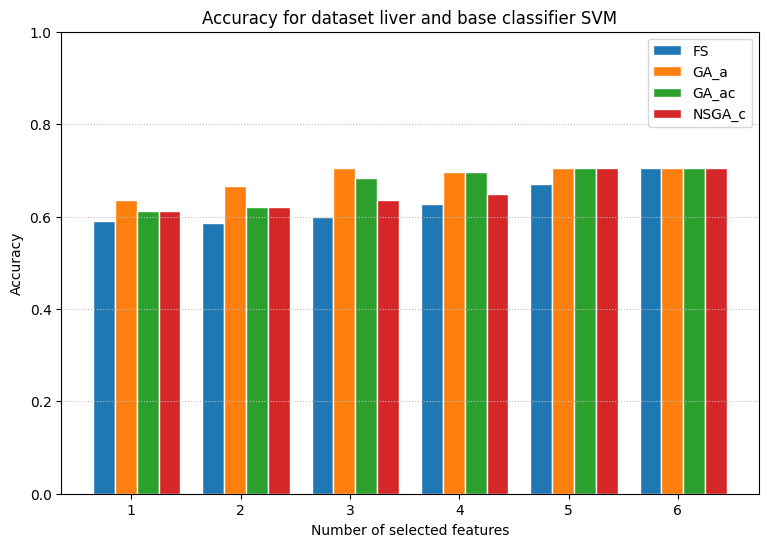 Accuracy for dataset liver and base classifier SVM
FS
GA_a
GA_ac
NSGA_c
1.0
0.8
0.6
0.4
0.2
0.0
Accuracy
1 2 3 4 5 6
Number of selected features